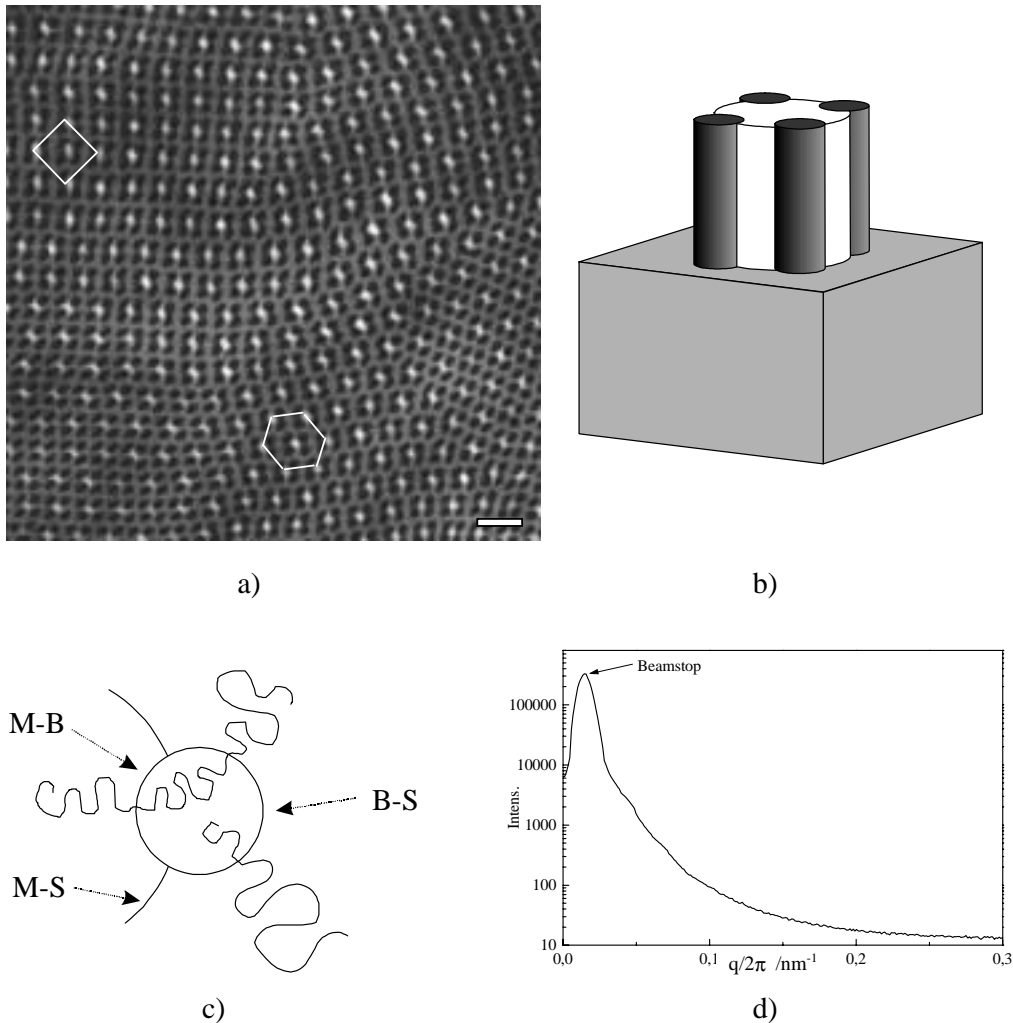 a)
b)
M-B
B-S
M-S
c)
Beamstop
100000
10000
1000
100
10
Intens.
0,0
0,1
0,2
0,3
q/2π /nm⁻¹
d)